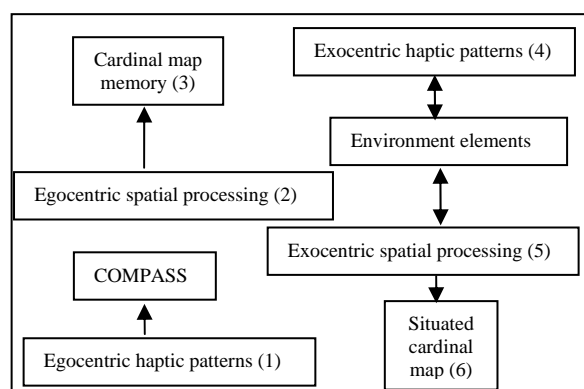 Cardinal map
memory (3)
Egocentric spatial processing (2)
COMPASS
Egocentric haptic patterns (1)
Exocentric haptic patterns (4)
Environment elements
Exocentric spatial processing (5)
Situated
cardinal
map (6)